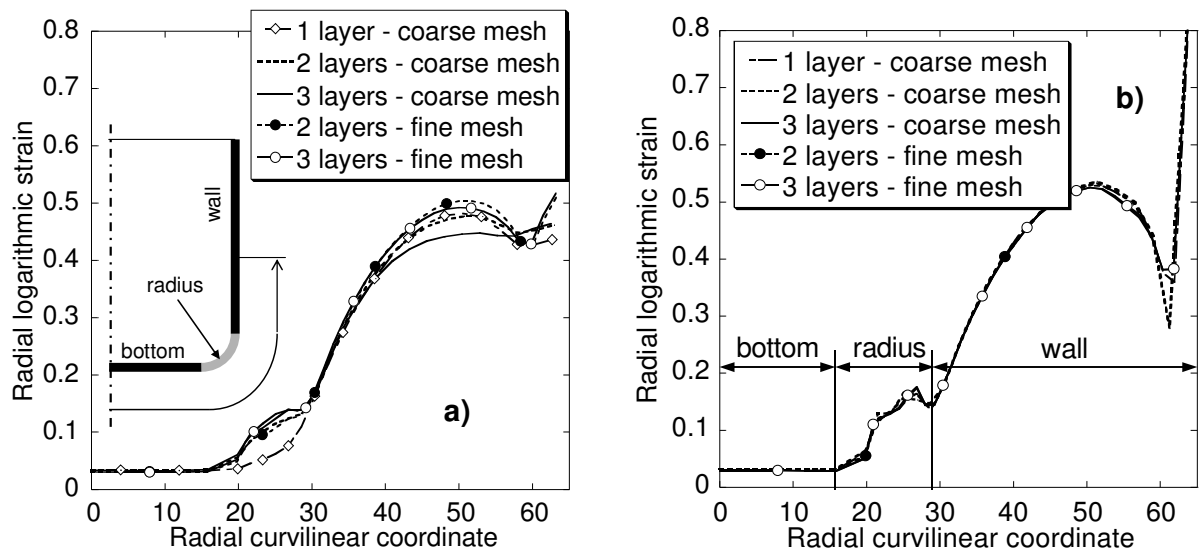 1 layer - coarse mesh
2 layers - coarse mesh
3 layers - coarse mesh
2 layers - fine mesh
3 layers - fine mesh
Radial logarithmic strain
0.8
0.7
0.6
0.5
0.4
0.3
0.2
0.1
0
wall
radius
bottom
a)
0 10 20 30 40 50 60
Radial curvilinear coordinate
1 layer - coarse mesh
2 layers - coarse mesh
3 layers - coarse mesh
2 layers - fine mesh
3 layers - fine mesh
b)
Radial logarithmic strain
0.8
0.7
0.6
0.5
0.4
0.3
0.2
0.1
0
bottom radius wall
0 10 20 30 40 50 60
Radial curvilinear coordinate